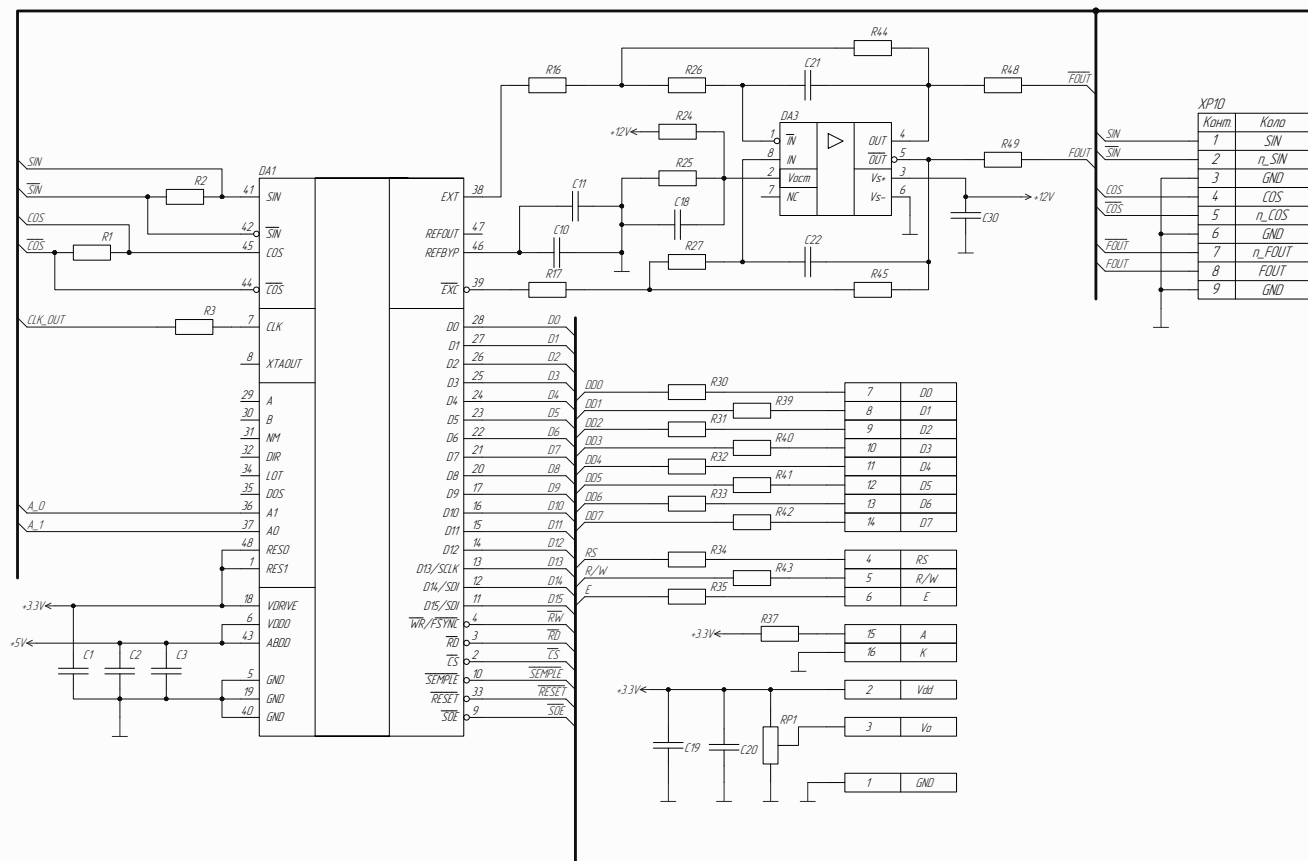 R44
R16
R26
C21
R48
FOUT
XP10
Конт.
Коло
1
SIN
2
n_SIN
3
GND
4
COS
5
n_COS
6
GND
7
n_FOUT
8
FOUT
9
GND
SIN
SIN
COS
COS
FOUT
FOUT
+12V
R24
DA3
1
IN
8
IN
2
Vocm
7
NC
OUT
4
OUT
5
Vs+
3
Vs-
6
R49
FOUT
+12V
C30
R25
C11
C18
C10
R27
C22
R17
R45
SIN
SIN
R2
COS
COS
R1
CLK_OUT
R3
A_0
A_1
+3.3V
+5V
C1
C2
C3
DA1
41
SIN
42
SIN
45
COS
44
COS
7
CLK
8
XTAOUT
29
A
30
B
31
NM
32
DIR
34
LOT
35
DOS
36
A1
37
A0
48
RES0
1
RES1
18
VDRIVE
6
VDDO
43
ABDD
5
GND
19
GND
40
GND
EXT
38
REFOUT
47
REFBYP
46
EXC
39
D0
28
D0
D1
27
D1
D2
26
D2
D3
25
D3
D4
24
D4
D5
23
D5
D6
22
D6
D7
21
D7
D8
20
D8
D9
17
D9
D10
16
D10
D11
15
D11
D12
14
D12
D13/SCLK
13
D13
D14/SDI
12
D14
D15/SDI
11
D15
WR/FSYNC
4
RW
RD
3
RD
CS
2
CS
SEMPLE
10
SEMPLE
RESET
33
RESET
SOE
9
SOE
DD0
R30
7
D0
DD1
R39
8
D1
DD2
R31
9
D2
DD3
R40
10
D3
DD4
R32
11
D4
DD5
R41
12
D5
DD6
R33
13
D6
DD7
R42
14
D7
RS
R34
4
RS
R/W
R43
5
R/W
E
R35
6
E
+3.3V
R37
15
A
16
K
+3.3V
2
Vdd
RP1
3
Vo
C19
C20
1
GND